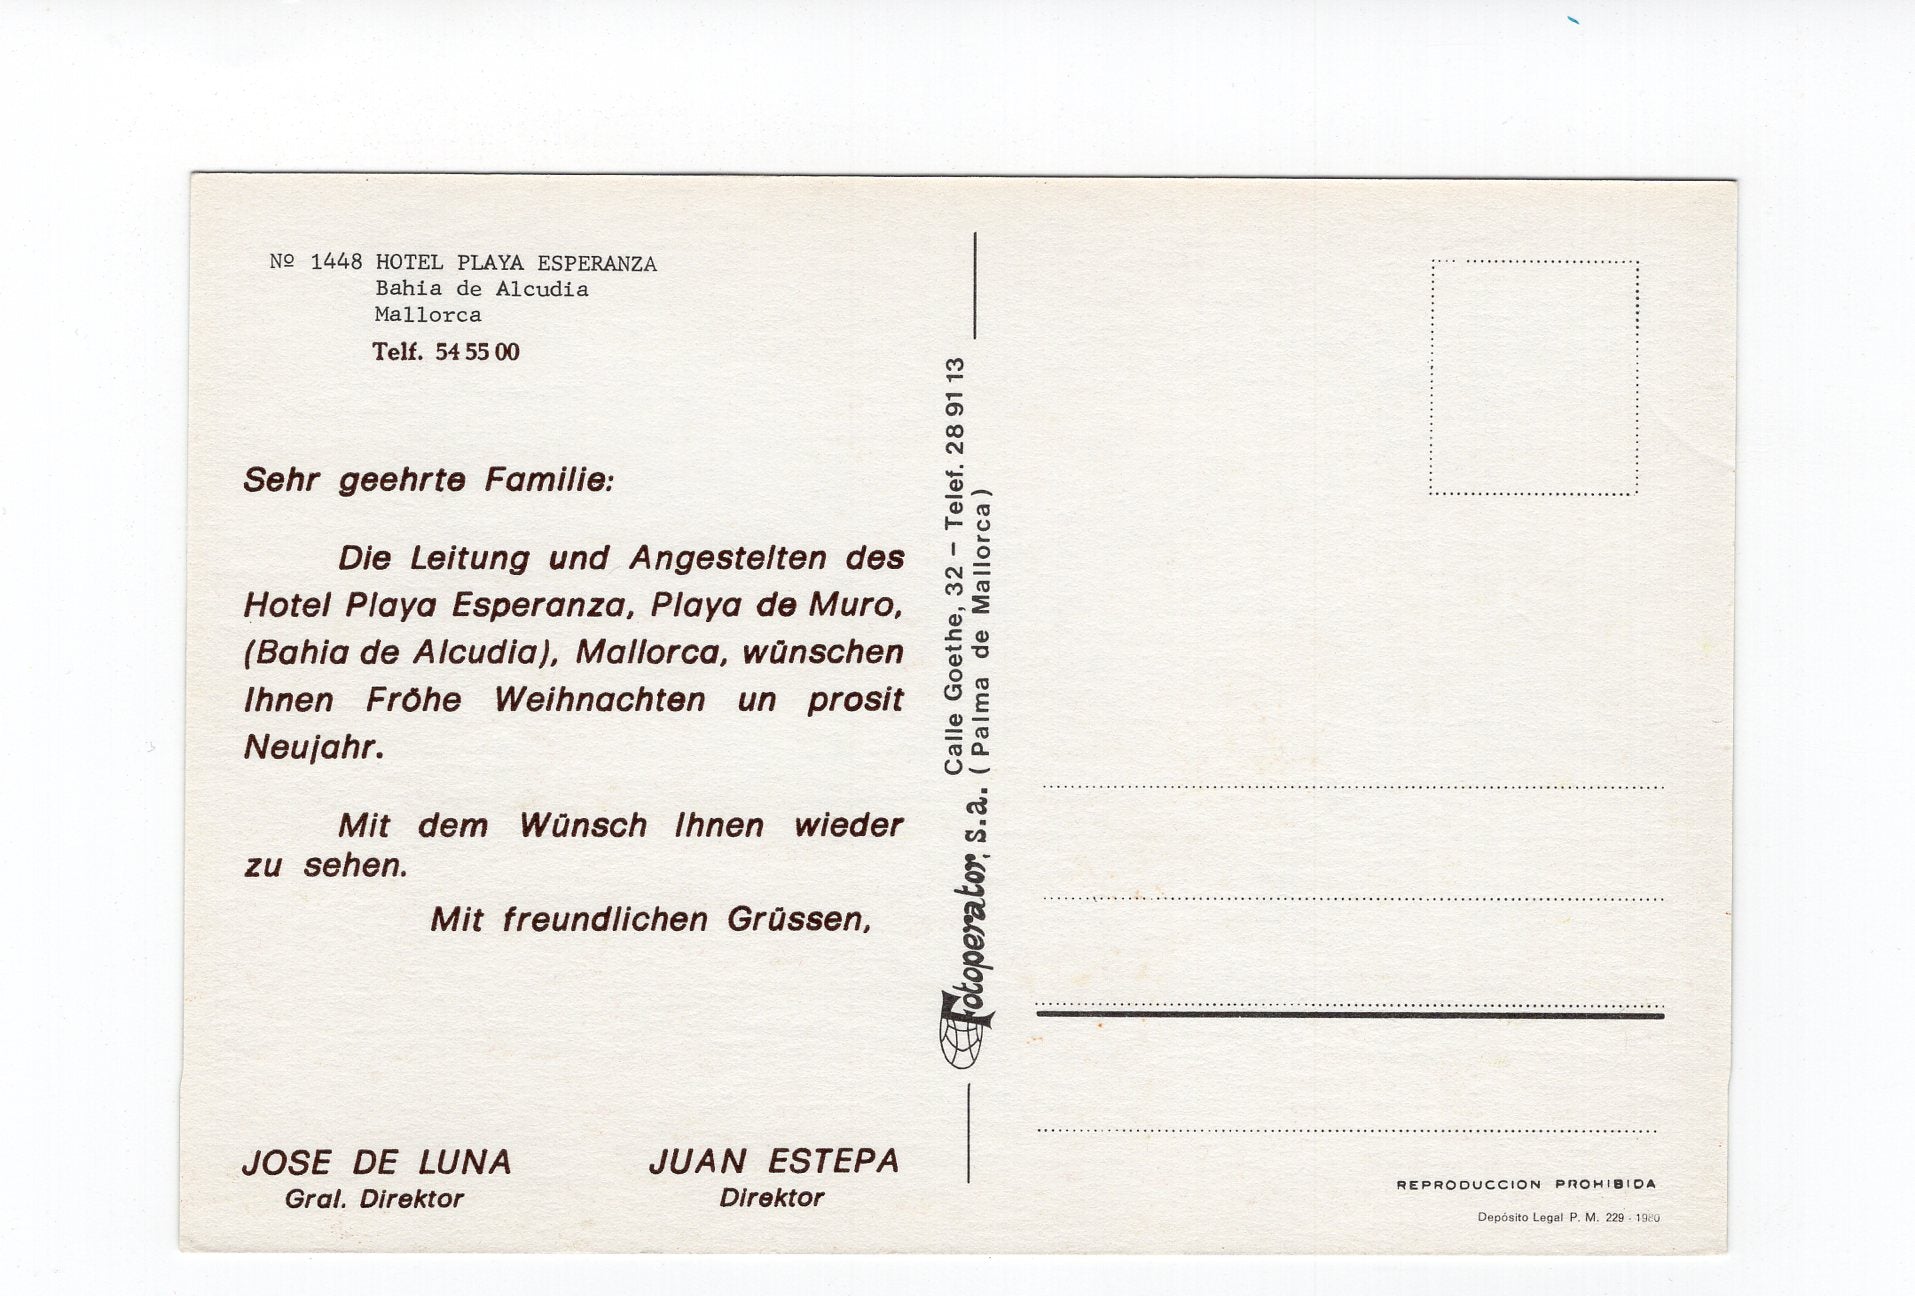 Nº 1448 HOTEL PLAYA ESPERANZA
Bahia de Alcudia
Mallorca
Telf. 54 55 00
Sehr geehrte Familie:
Die Leitung und Angestelten des
Hotel Playa Esperanza, Playa de Muro,
(Bahia de Alcudia), Mallorca, wünschen
Ihnen Fröhe Weihnachten un prosit
Neujahr.
Mit dem Wünsch Ihnen wieder
zu sehen.
Mit freundlichen Grüssen,
JOSE DE LUNA
Gral. Direktor
JUAN ESTEPA
Direktor
Fotoperator, s.a. Calle Goethe, 32 - Telef. 28 91 13
(Palma de Mallorca)
REPRODUCCION PROHIBIDA
Depósito Legal P. M. 229 - 1980